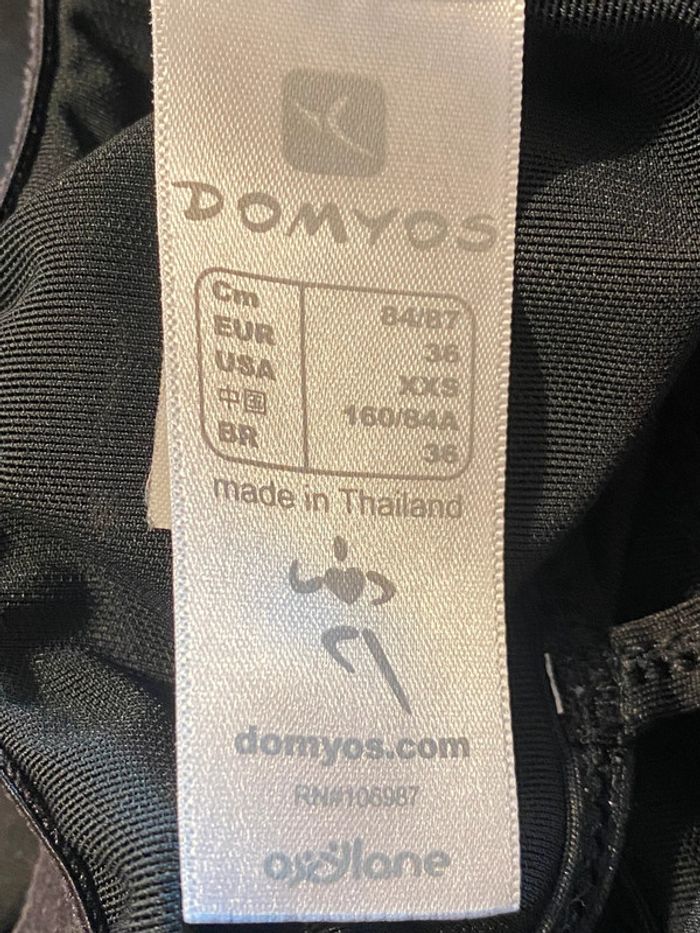 DOMYOS
Cm 84/87
EUR 36
USA XXS
中国 160/84A
BR 36
made in Thailand
domyos.com
RN#106987
oxylane